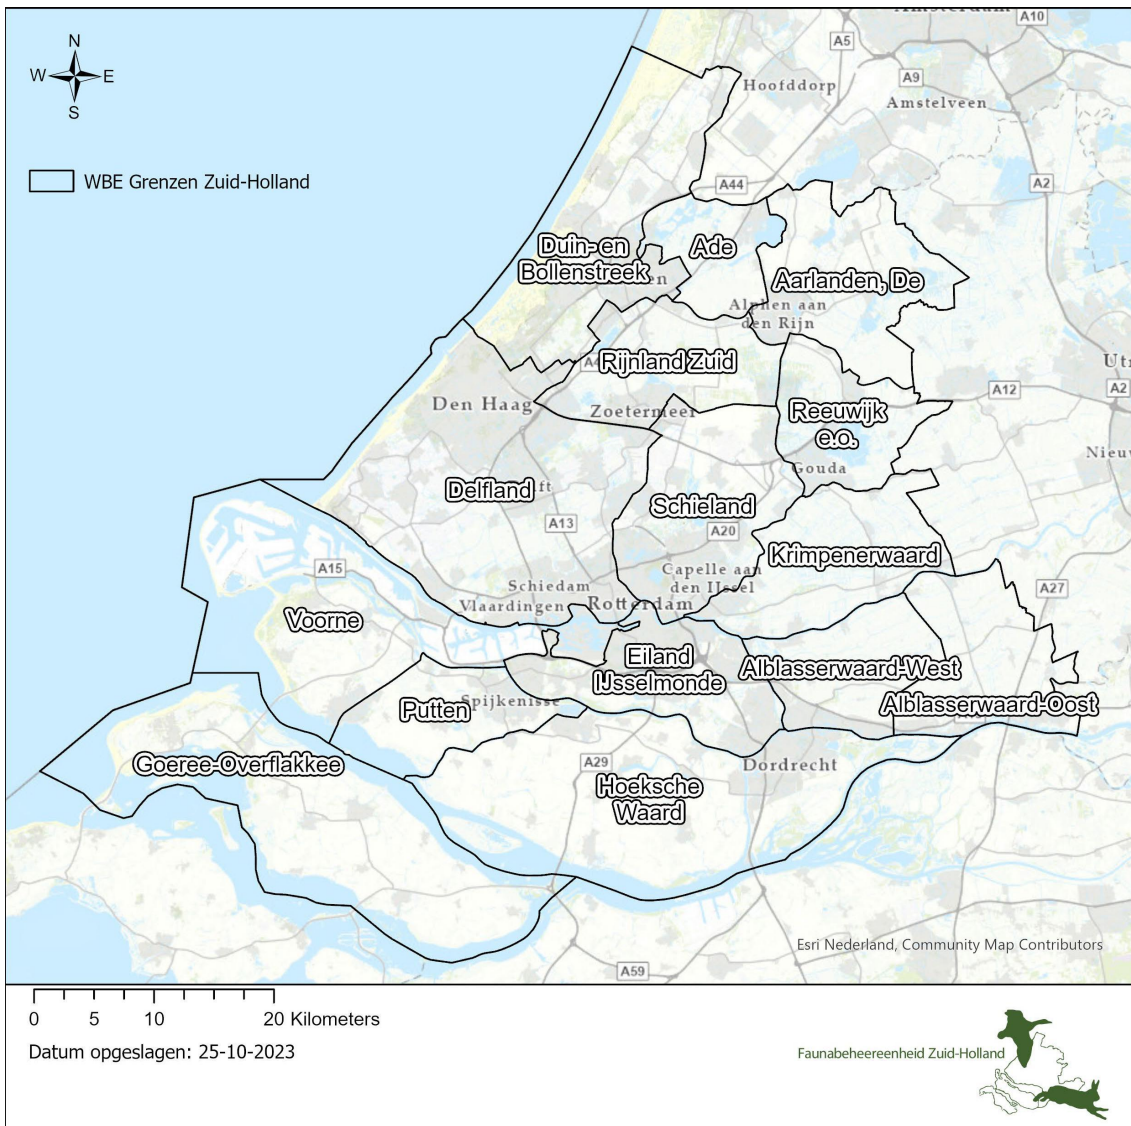 Amsterdam
A10
N
A5
W
E
A9
Hoofddorp
Amstelveen
S
WBE Grenzen Zuid-Holland
A44
A2
Duin- en
Bollenstreek
Ade
Aarlanden, De
Alphen aan
den Rijn
Rijnland Zuid
Utr
A12
A2
Den Haag
Zoetermeer
Reeuwijk
e.o.
Nieuw
Gouda
Delfland
ft
Schieland
A13
A20
Krimpenerwaard
A15
Schiedam
Capelle aan
den IJssel
A27
Vlaardingen
Rotterdam
Voorne
Eiland
IJsselmonde
Alblasserwaard-West
Putten
Spijkenisse
Alblasserwaard-Oost
Goeree-Overflakkee
A29
Dordrecht
Hoeksche
Waard
Esri Nederland, Community Map Contributors
A59
0 5 10 20 Kilometers
Datum opgeslagen: 25-10-2023
Faunabeheereenheid Zuid-Holland